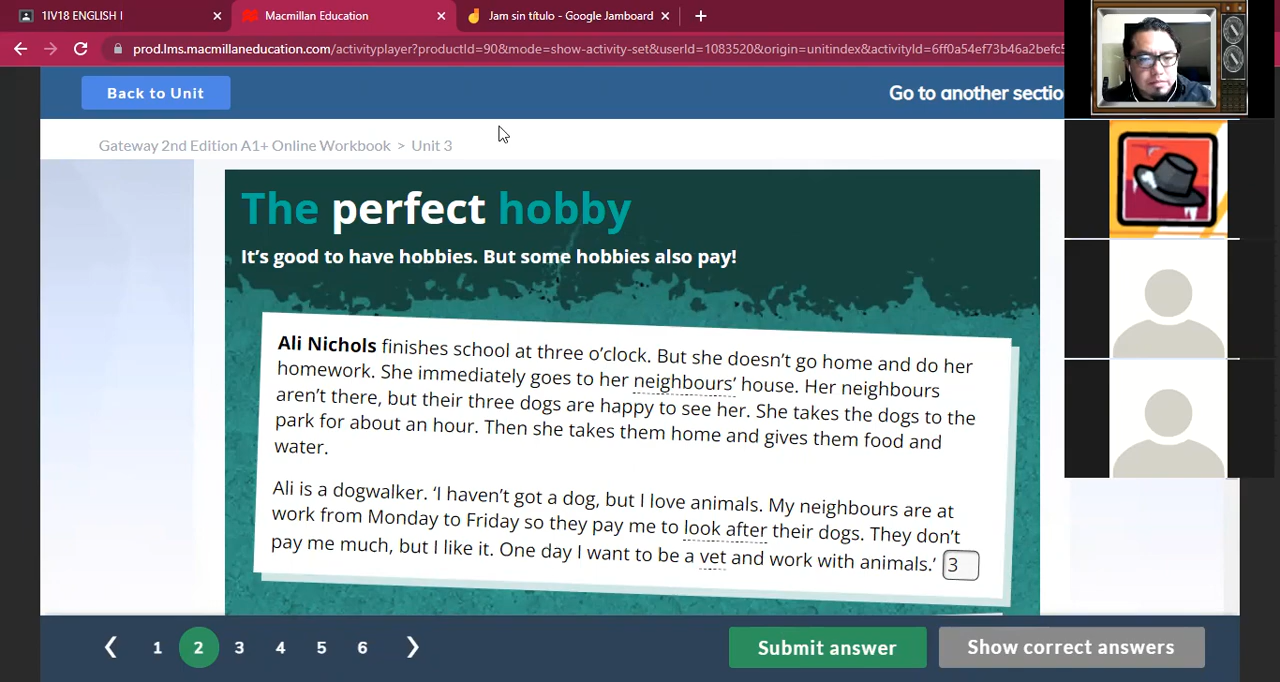 1IV18 ENGLISH I
Macmillan Education
Jam sin título - Google Jamboard
prod.lms.macmillaneducation.com/activityplayer?productId=90&mode=show-activity-set&userId=1083520&origin=unitindex&activityId=6ff0a54ef73b46a2befc5
Back to Unit
Go to another sectio
Gateway 2nd Edition A1+ Online Workbook > Unit 3
The perfect hobby
It's good to have hobbies. But some hobbies also pay!
Ali Nichols finishes school at three o'clock. But she doesn't go home and do her
homework. She immediately goes to her neighbours' house. Her neighbours
aren't there, but their three dogs are happy to see her. She takes the dogs to the
park for about an hour. Then she takes them home and gives them food and
water.
Ali is a dogwalker. 'I haven't got a dog, but I love animals. My neighbours are at
work from Monday to Friday so they pay me to look after their dogs. They don't
pay me much, but I like it. One day I want to be a vet and work with animals.' 3
1 2 3 4 5 6
Submit answer
Show correct answers